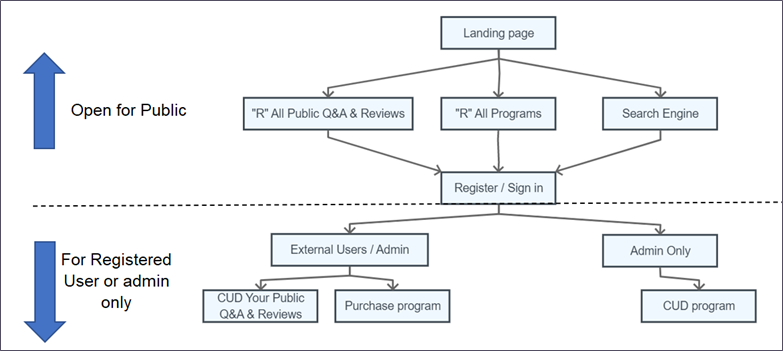 Landing page
Open for Public
"R" All Public Q&A & Reviews
"R" All Programs
Search Engine
Register / Sign in
For Registered
User or admin
only
External Users / Admin
Admin Only
CUD Your Public
Q&A & Reviews
Purchase program
CUD program